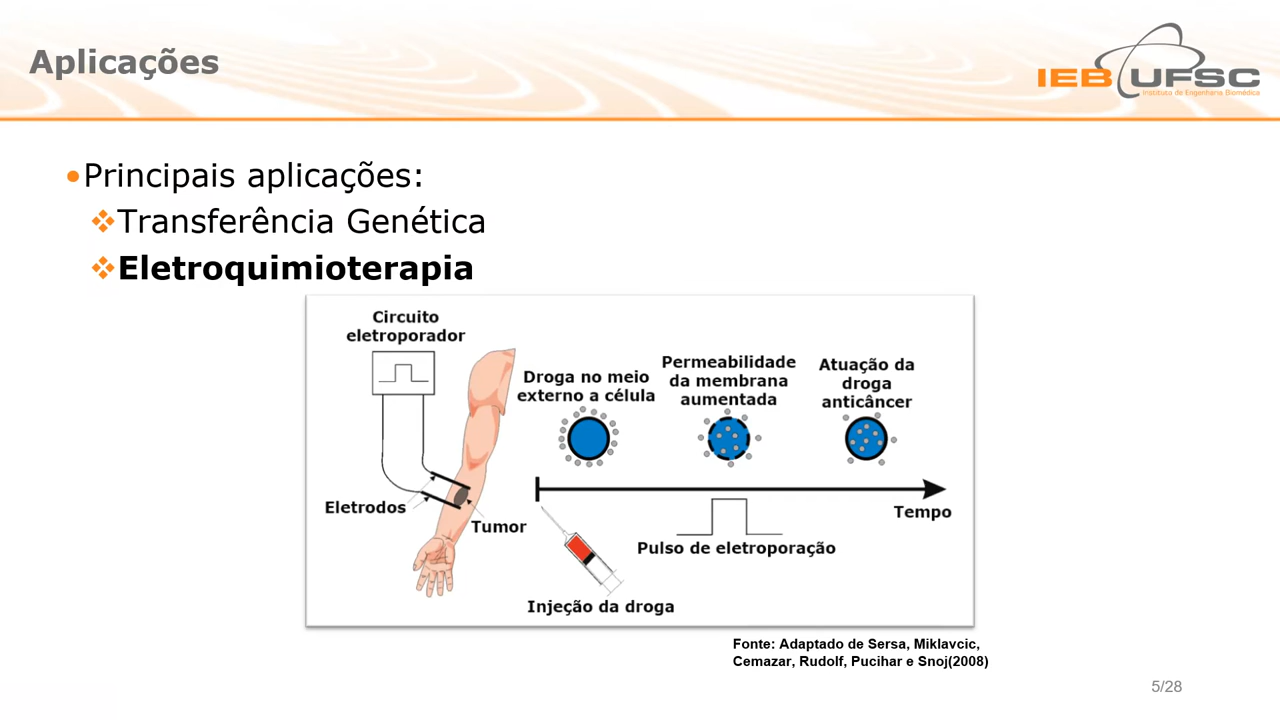 Aplicações
IEB UFSC
Instituto de Engenharia Biomédica
Principais aplicações:
Transferência Genética
Eletroquimioterapia
Circuito
eletroporador
Eletrodos
Tumor
Droga no meio
externo a célula
Permeabilidade
da membrana
aumentada
Atuação da
droga
anticâncer
Tempo
Pulso de eletroporação
Injeção da droga
Fonte: Adaptado de Sersa, Miklavcic,
Cemazar, Rudolf, Pucihar e Snoj(2008)
5/28